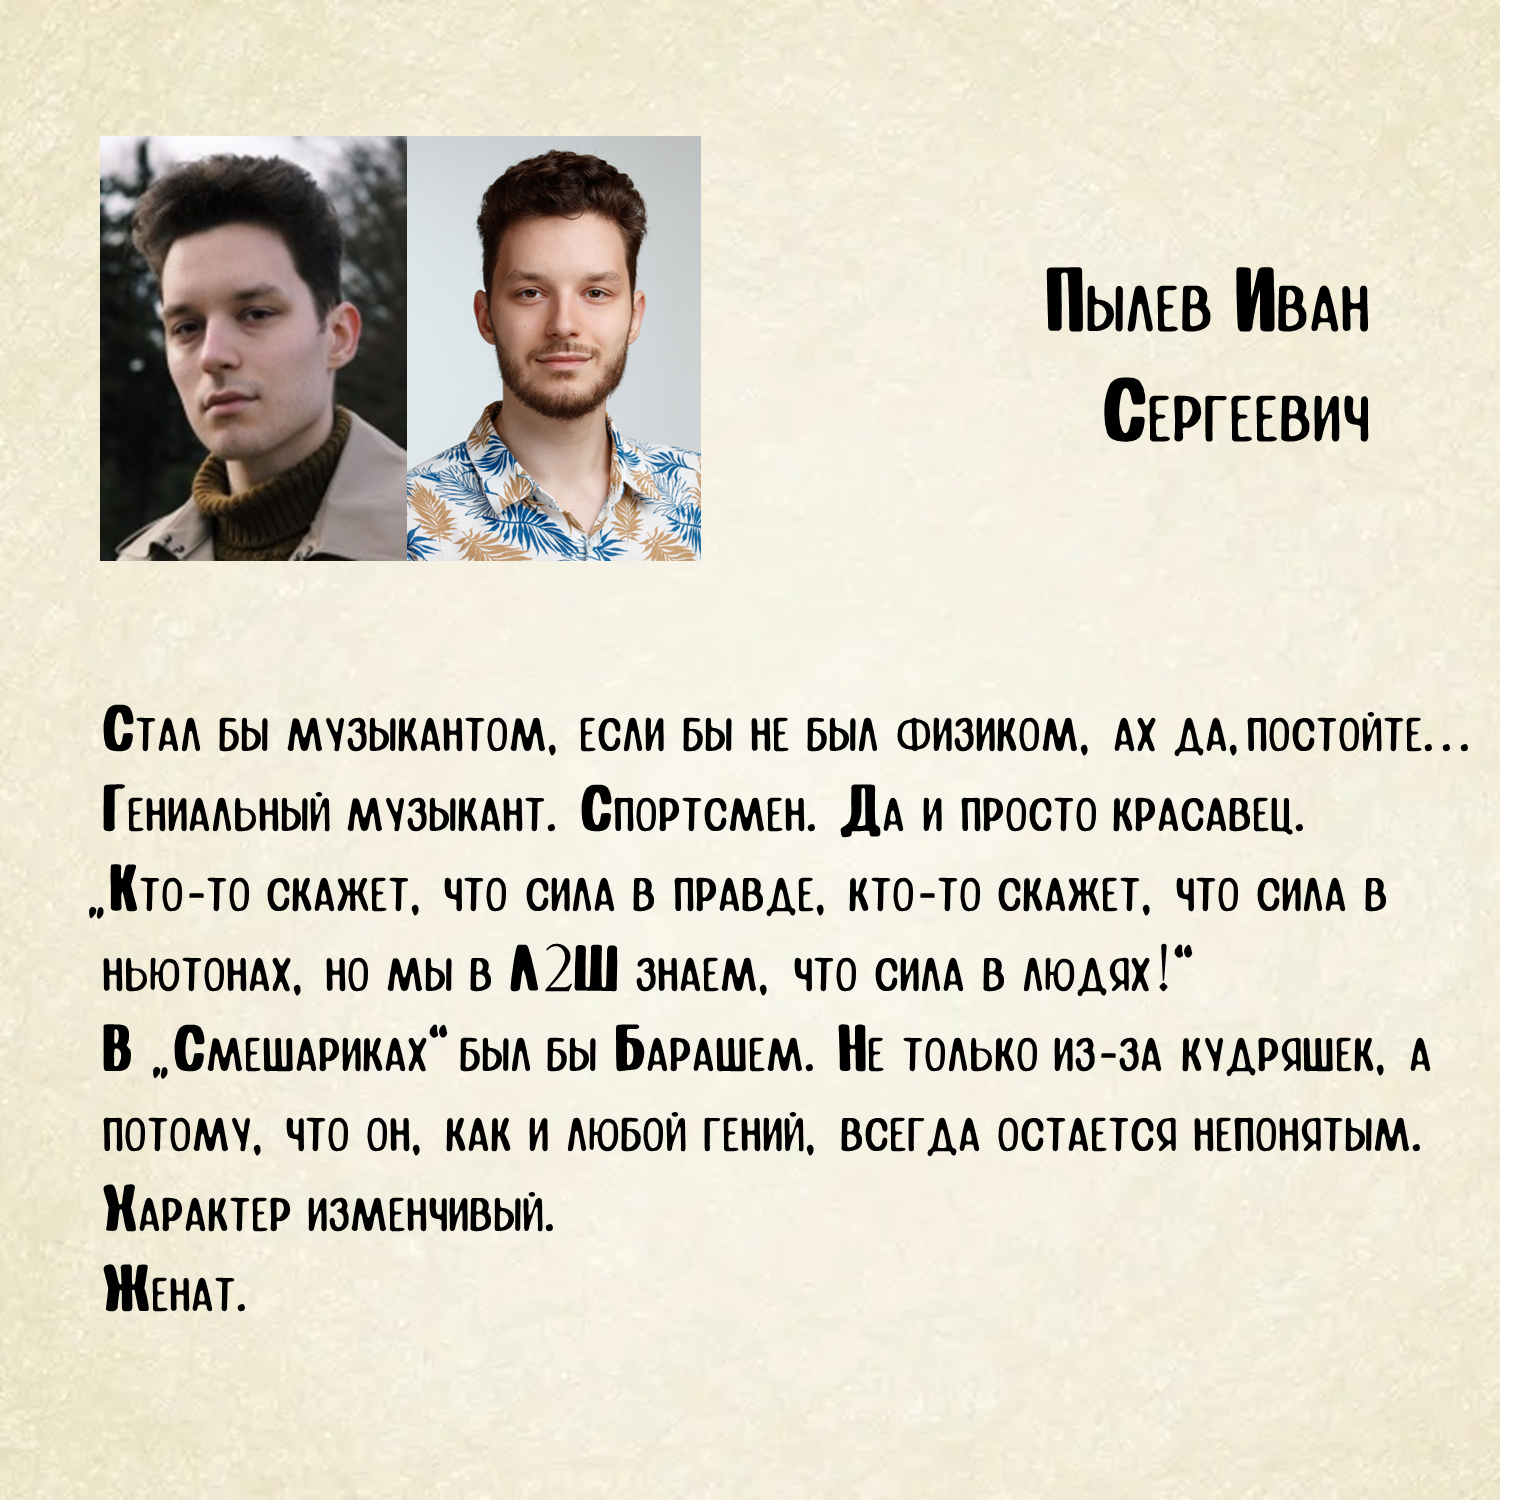 Пылев Иван
Сергеевич
Стал бы музыкантом, если бы не был физиком, ах да, постойте...
Гениальный музыкант. Спортсмен. Да и просто красавец.
„Кто-то скажет, что сила в правде, кто-то скажет, что сила в
ньютонах, но мы в Л2Ш знаем, что сила в людях!“
В „Смешариках“ был бы Барашем. Не только из-за кудряшек, а
потому, что он, как и любой гений, всегда остается непонятым.
Характер изменчивый.
Женат.